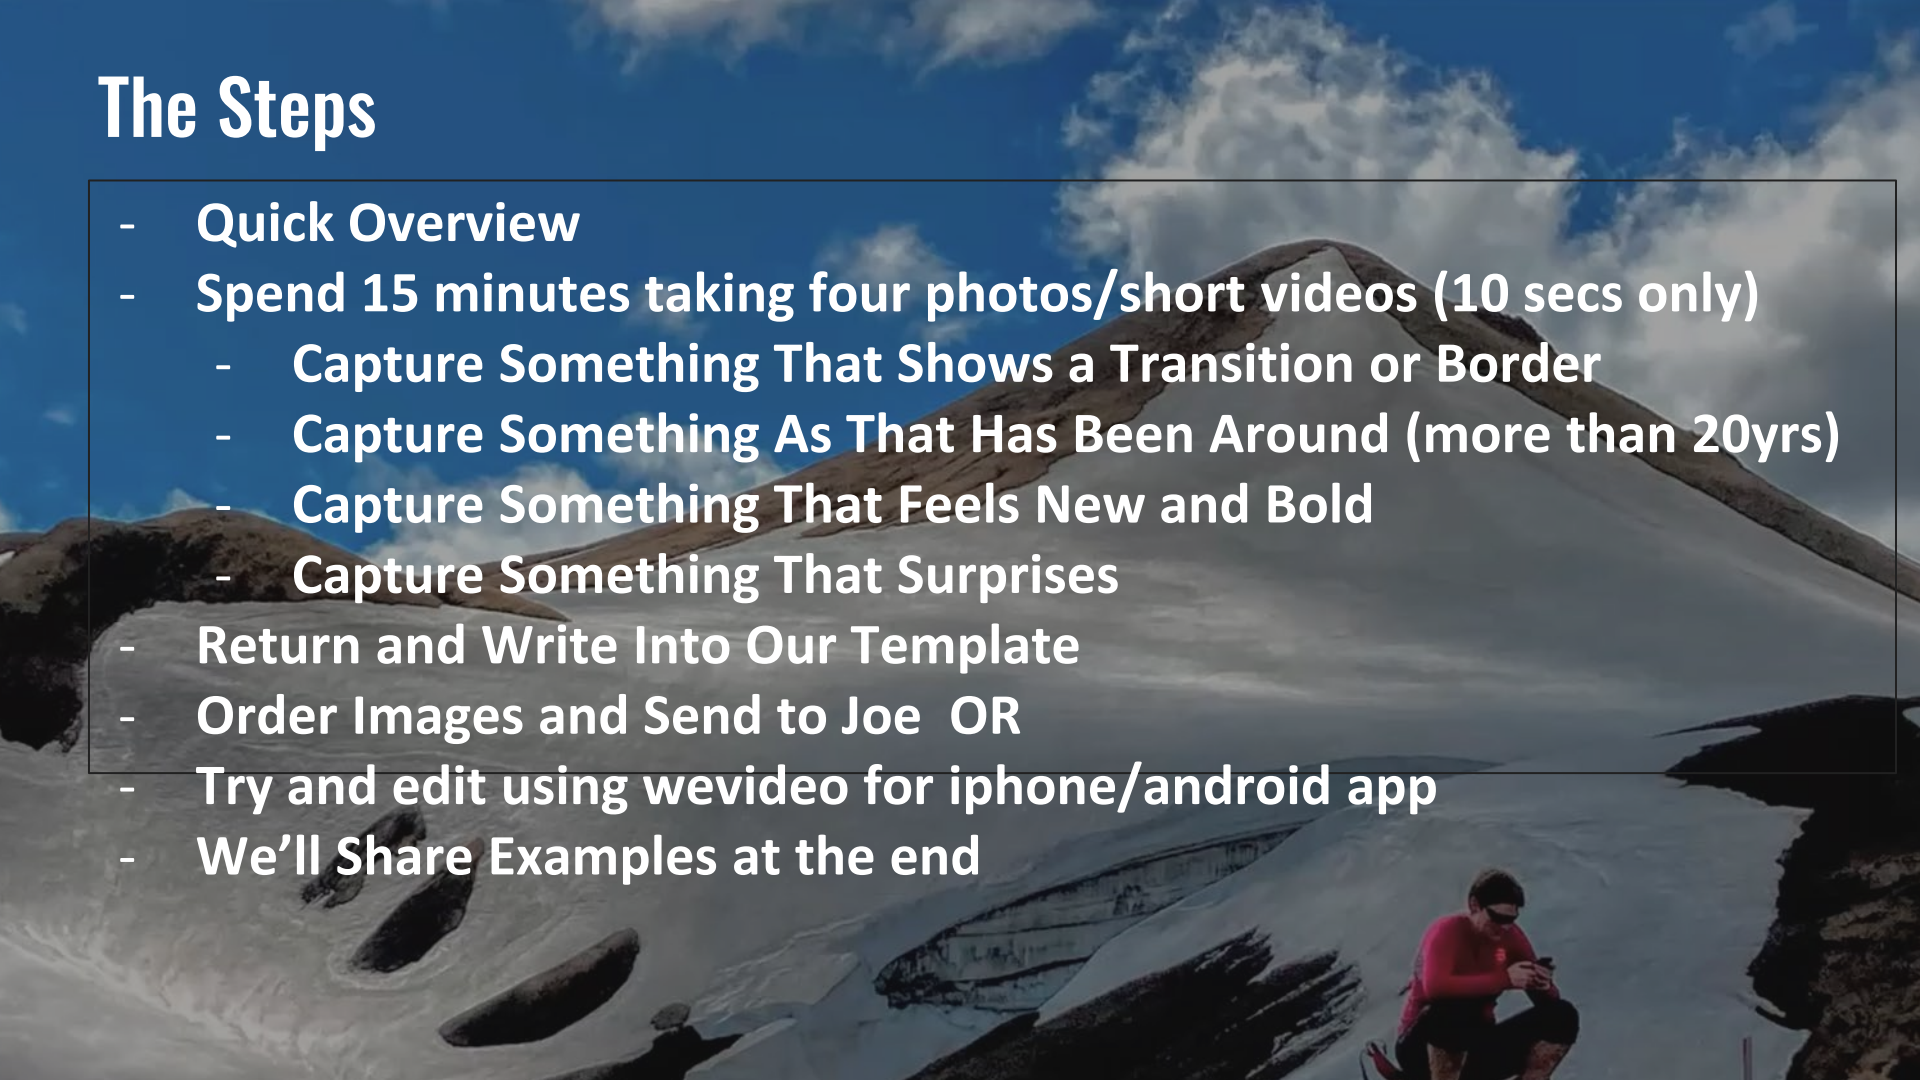 The Steps
- Quick Overview
- Spend 15 minutes taking four photos/short videos (10 secs only)
- Capture Something That Shows a Transition or Border
- Capture Something As That Has Been Around (more than 20yrs)
- Capture Something That Feels New and Bold
- Capture Something That Surprises
- Return and Write Into Our Template
- Order Images and Send to Joe  OR
- Try and edit using wevideo for iphone/android app
- We’ll Share Examples at the end